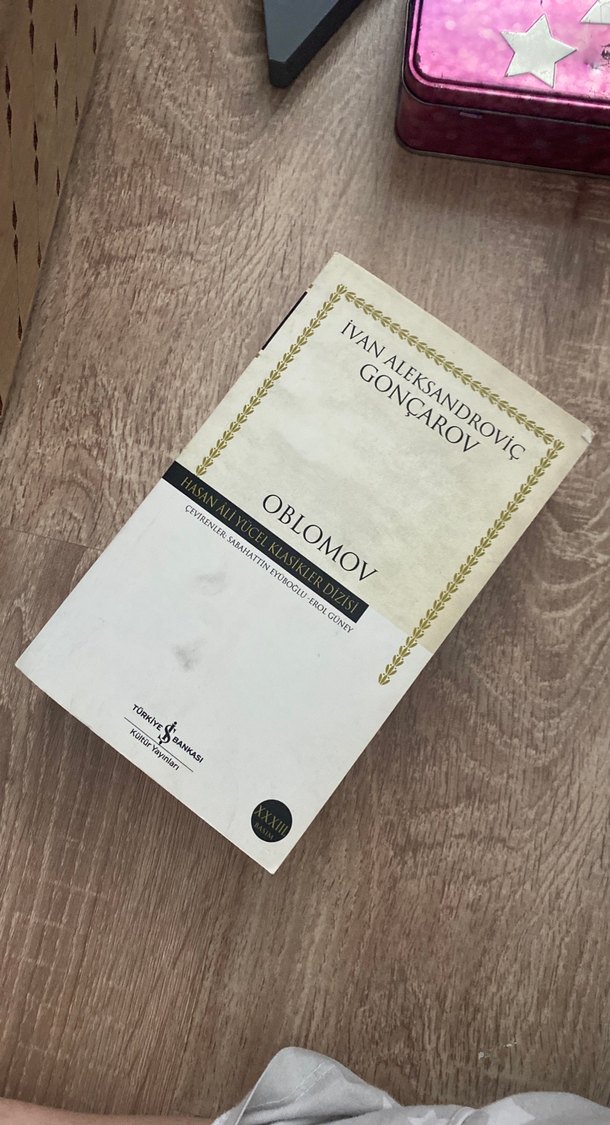 İVAN ALEKSANDROVİÇ
GONÇAROV
OBLOMOV
HASAN ÂLİ YÜCEL KLASİKLER DİZİSİ
ÇEVİRENLER: SABAHATTİN EYÜBOĞLU -EROL GÜNEY
TÜRKİYE İŞ BANKASI
Kültür Yayınları
XXXIII
BASIM